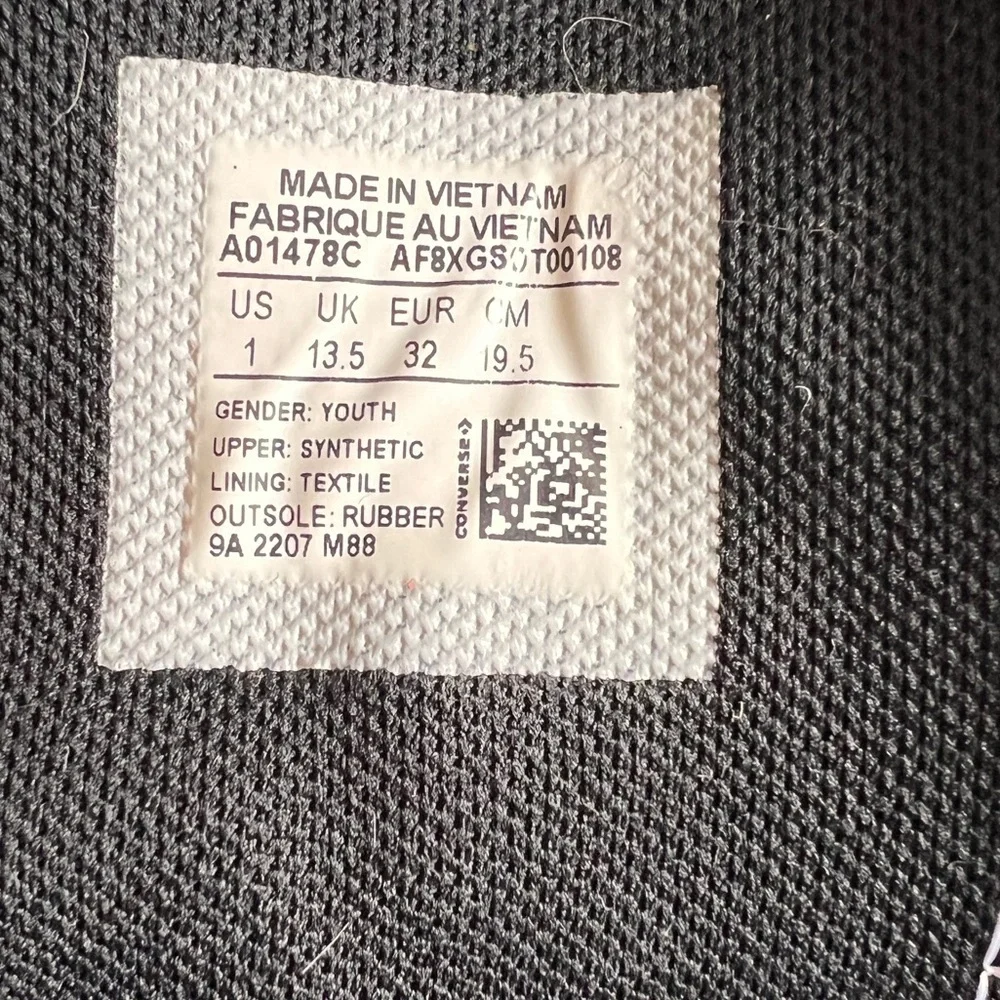 MADE IN VIETNAM
FABRIQUE AU VIETNAM
A01478C
US UK EUR CM
1 13.5 32 19.5
GENDER: YOUTH
UPPER: SYNTHETIC
LINING: TEXTILE
OUTSOLE: RUBBER
9A 2207 M88
CONVERSE